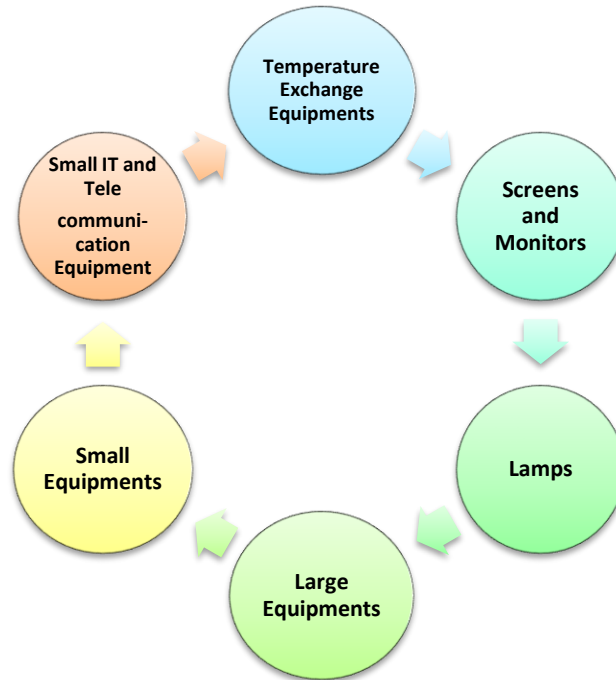 Temperature
Exchange
Equipments
Screens
and
Monitors
Lamps
Large
Equipments
Small
Equipments
Small IT and
Tele
communi-
cation
Equipment